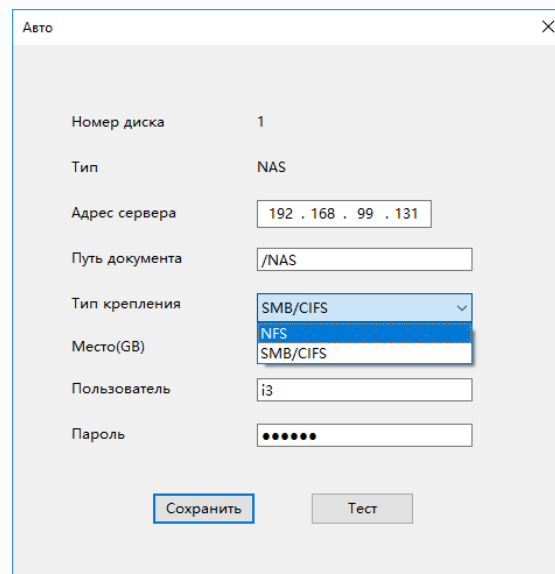 Авто
Номер диска 1
Тип NAS
Адрес сервера 192 . 168 . 99 . 131
Путь документа /NAS
Тип крепления SMB/CIFS
NFS
Место(GB) SMB/CIFS
Пользователь i3
Пароль ●●●●●●
Сохранить Тест